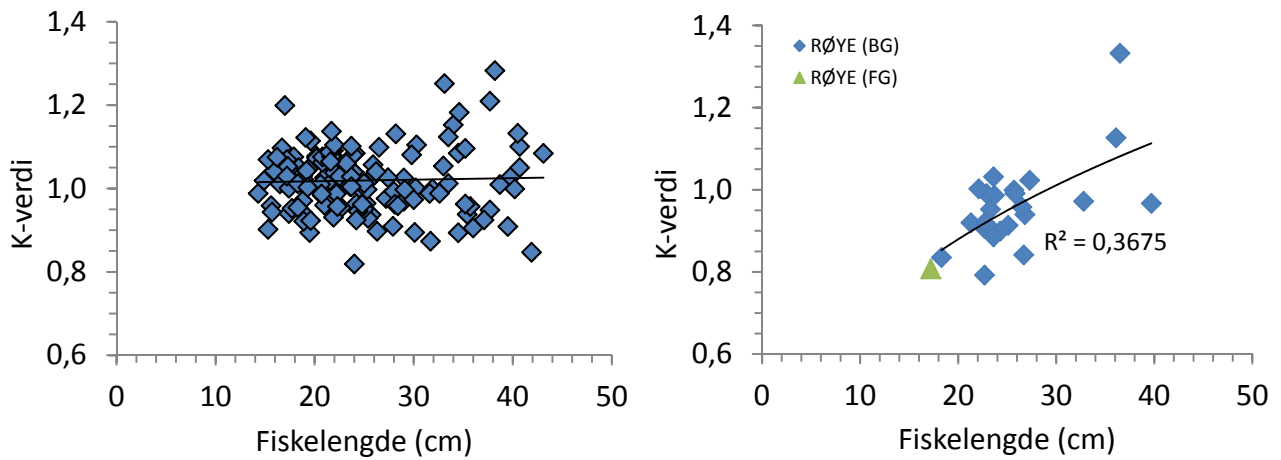 1,4
1,2
1,0
0,8
0,6
K-verdi
0 10 20 30 40 50
Fiskelengde (cm)
1,4
1,2
1,0
0,8
0,6
K-verdi
RØYE (BG)
RØYE (FG)
R² = 0,3675
0 10 20 30 40 50
Fiskelengde (cm)